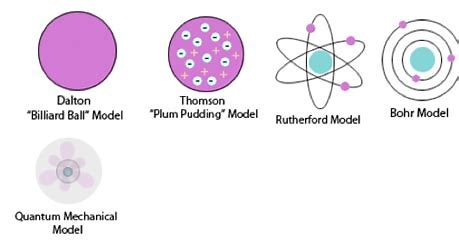 Dalton
"Billiard Ball" Model
Thomson
"Plum Pudding" Model
Rutherford Model
Bohr Model
Quantum Mechanical
Model